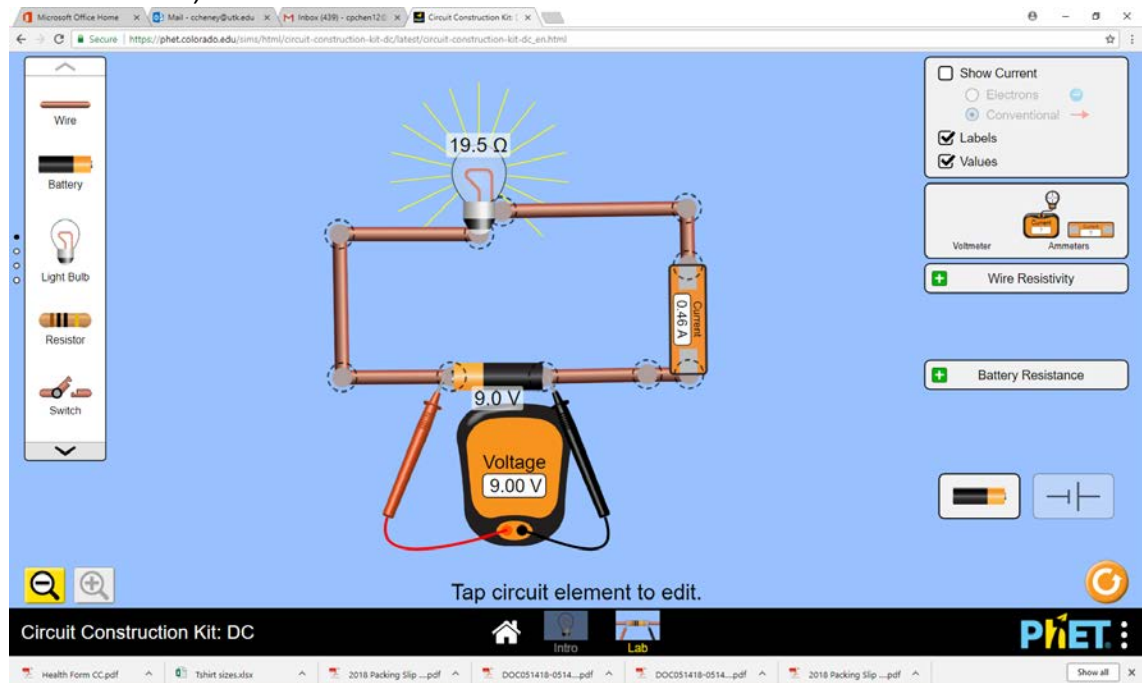 Microsoft Office Home
Mail - ccheney@utk.edu
Inbox (439) - cpchen12@
Circuit Construction Kit: D
Secure https://phet.colorado.edu/sims/html/circuit-construction-kit-dc/latest/circuit-construction-kit-dc_en.html
Wire
Battery
Light Bulb
Resistor
Switch
19.5 Ω
Current
0.46 A
9.0 V
Voltage
9.00 V
Show Current
Electrons
Conventional
Labels
Values
Voltmeter
Ammeters
Wire Resistivity
Battery Resistance
Tap circuit element to edit.
Circuit Construction Kit: DC
Intro
Lab
PhET
Health Form CC.pdf
Tshirt sizes.xlsx
2018 Packing Slip ....pdf
DOC051418-0514....pdf
DOC051418-0514....pdf
2018 Packing Slip ....pdf
Show all